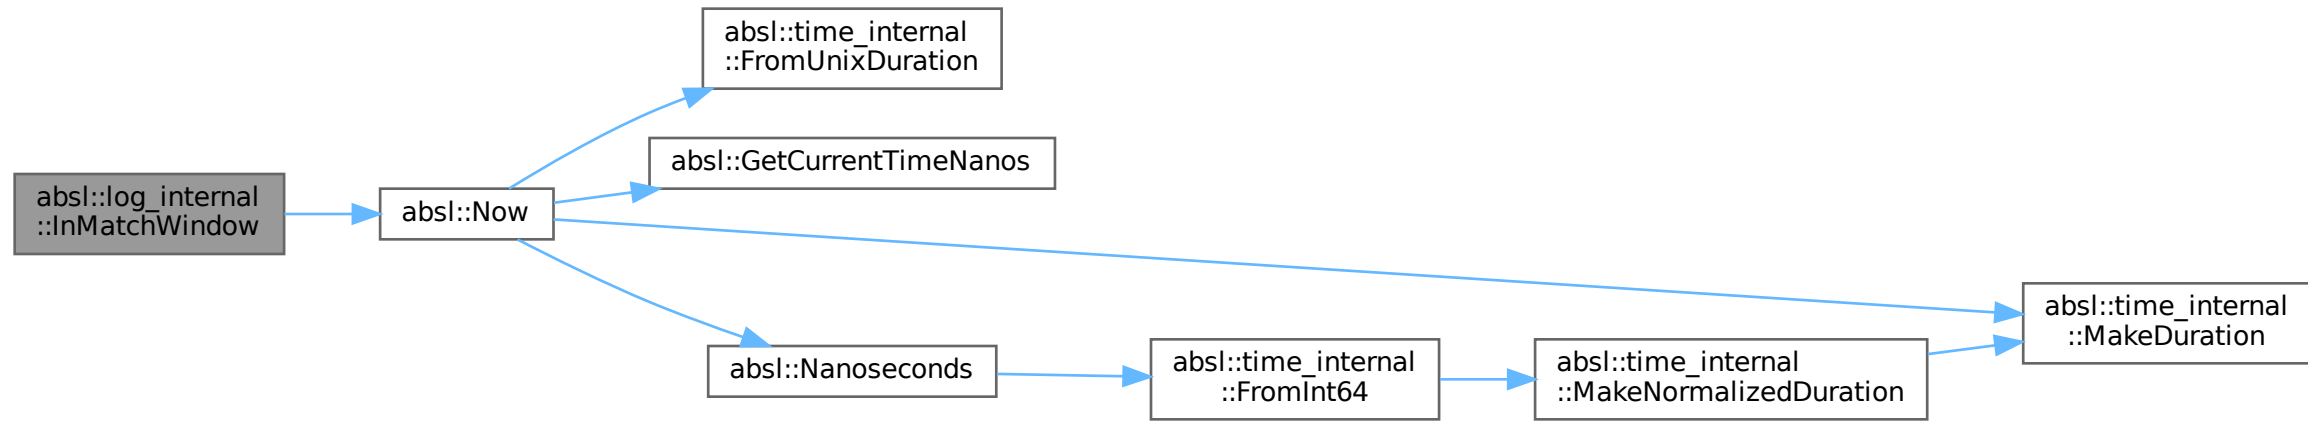 absl::log_internal
::InMatchWindow
absl::Now
absl::time_internal
::FromUnixDuration
absl::GetCurrentTimeNanos
absl::Nanoseconds
absl::time_internal
::FromInt64
absl::time_internal
::MakeNormalizedDuration
absl::time_internal
::MakeDuration